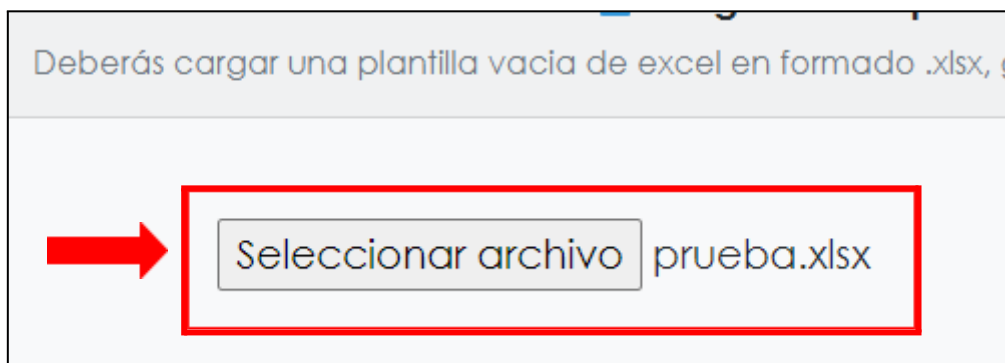 Deberás cargar una plantilla vacia de excel en formado .xlsx,
Seleccionar archivo prueba.xlsx